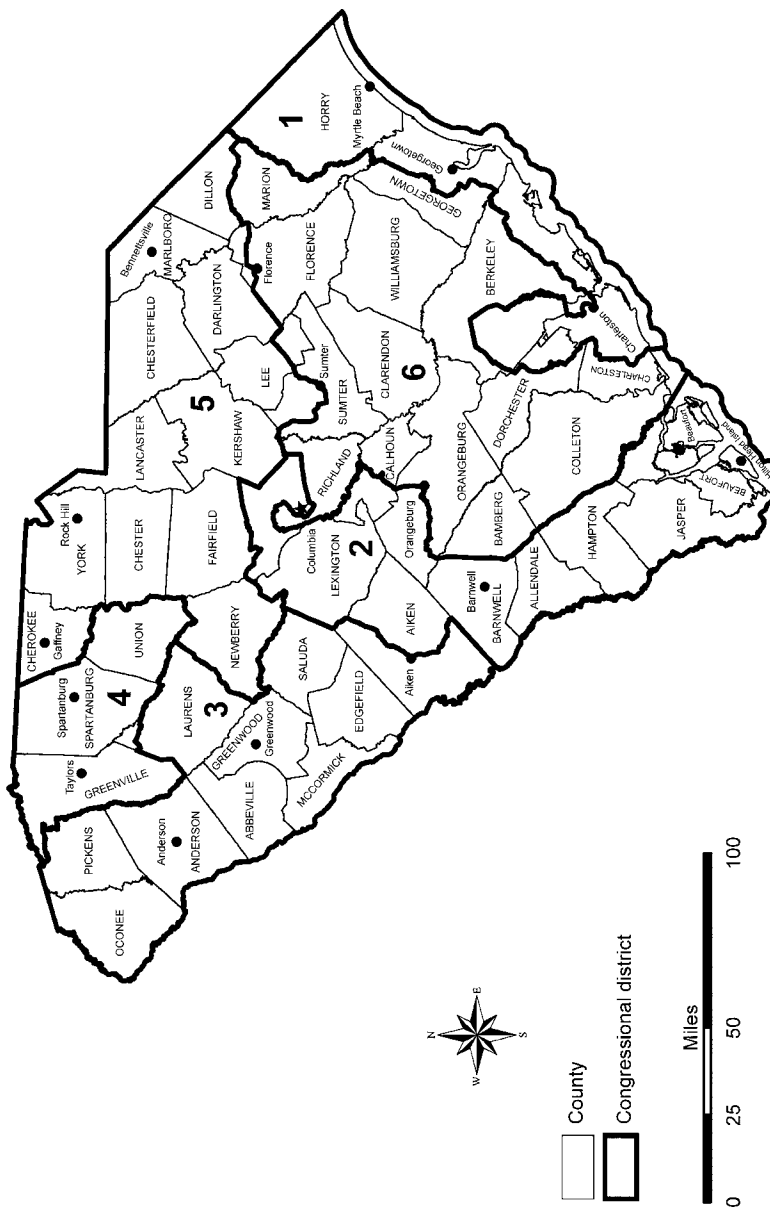 OCONEE
PICKENS
Taylors
GREENVILLE
Spartanburg
SPARTANBURG
4
CHEROKEE
Gaffney
Rock Hill
YORK
UNION
CHESTER
LANCASTER
CHESTERFIELD
Bennettsville
MARLBORO
Anderson
ANDERSON
LAURENS
3
NEWBERRY
FAIRFIELD
KERSHAW
5
DARLINGTON
DILLON
ABBEVILLE
GREENWOOD
Greenwood
SALUDA
LEE
Florence
FLORENCE
MARION
1
HORRY
Myrtle Beach
MCCORMICK
EDGEFIELD
Columbia
LEXINGTON
2
RICHLAND
Sumter
SUMTER
Aiken
AIKEN
Orangeburg
CALHOUN
CLARENDON
6
WILLIAMSBURG
GEORGETOWN
Georgetown
Barnwell
BARNWELL
BAMBERG
ORANGEBURG
DORCHESTER
BERKELEY
ALLENDALE
HAMPTON
COLLETON
CHARLESTON
Charleston
JASPER
BEAUFORT
Beaufort
Hilton Head Island
N
W
E
S
County
Congressional district
Miles
0
25
50
100